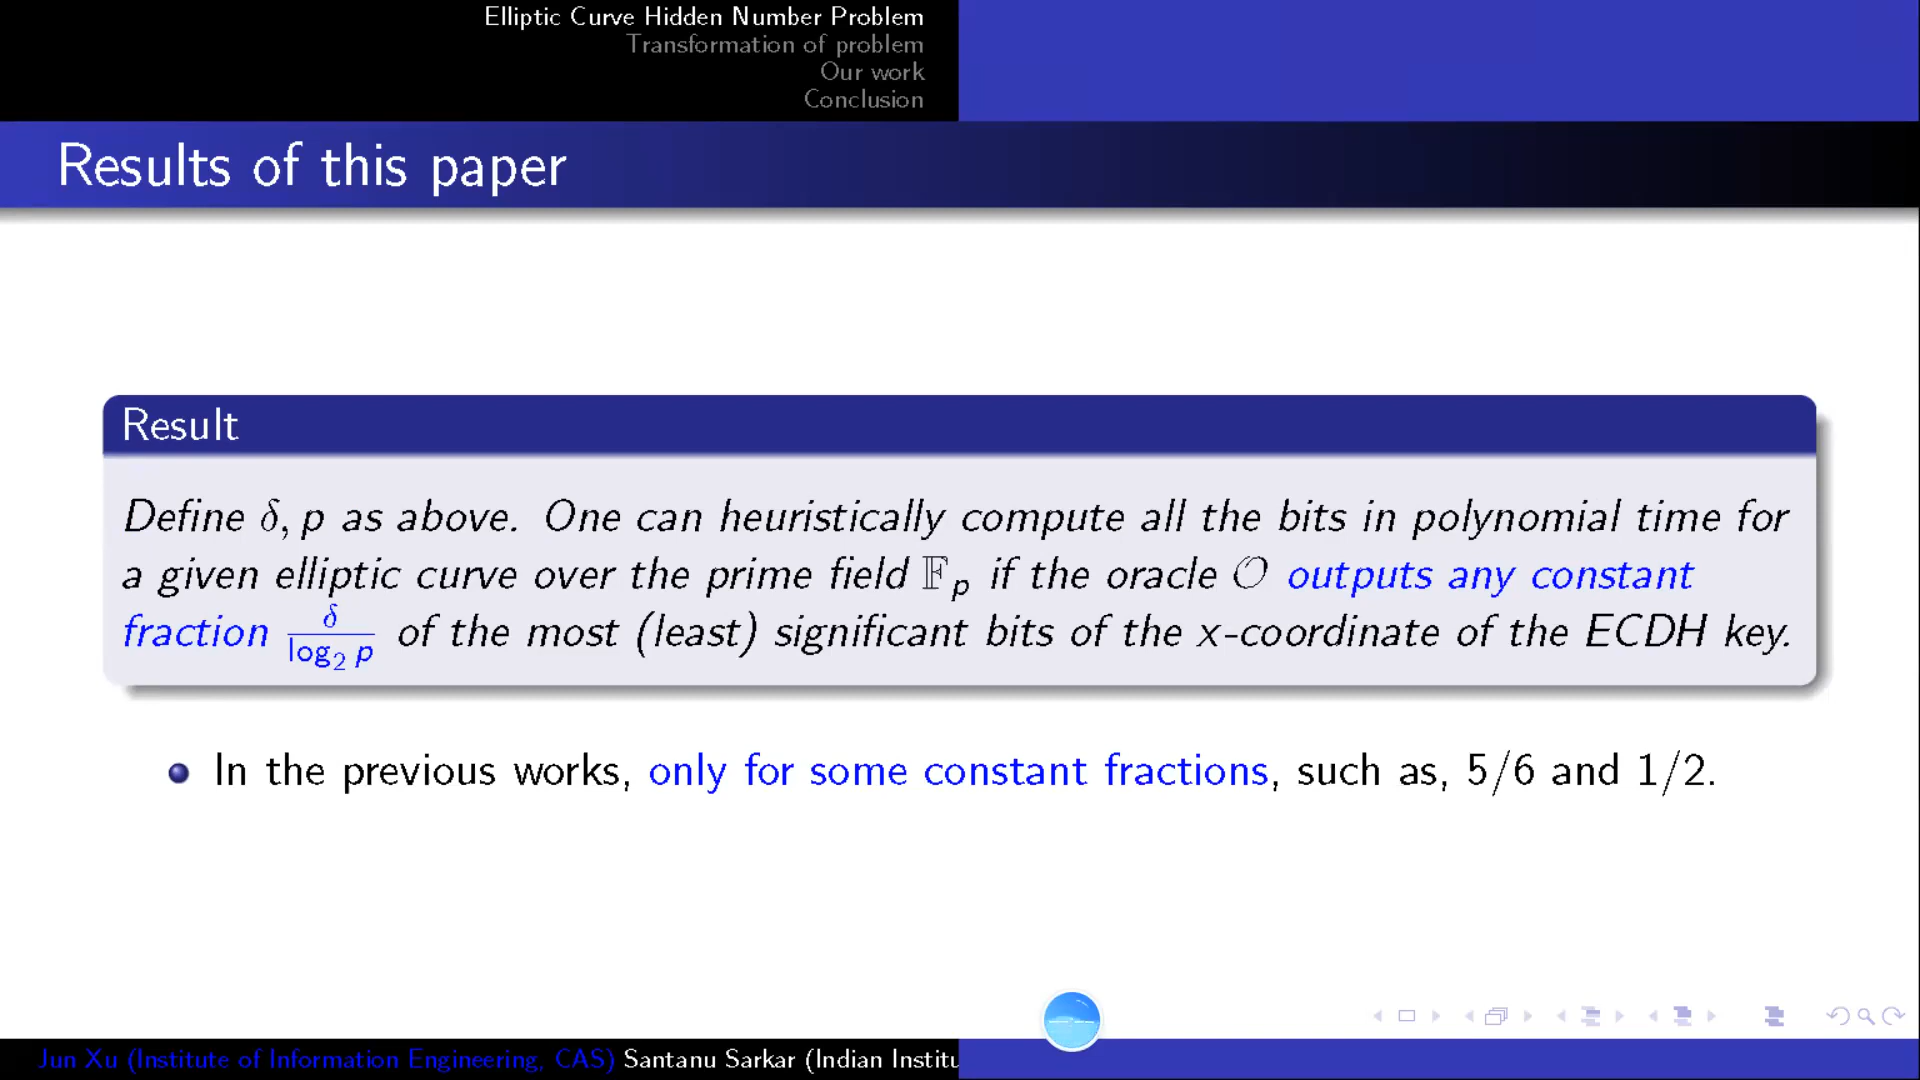 Elliptic Curve Hidden Number Problem
Transformation of problem
Our work
Conclusion
Results of this paper
Result
Define δ, p as above. One can heuristically compute all the bits in polynomial time for
a given elliptic curve over the prime field 𝔽_p if the oracle 𝒪 outputs any constant
fraction δ/log₂ p of the most (least) significant bits of the x-coordinate of the ECDH key.
In the previous works, only for some constant fractions, such as, 5/6 and 1/2.
Jun Xu (Institute of Information Engineering, CAS) Santanu Sarkar (Indian Institu